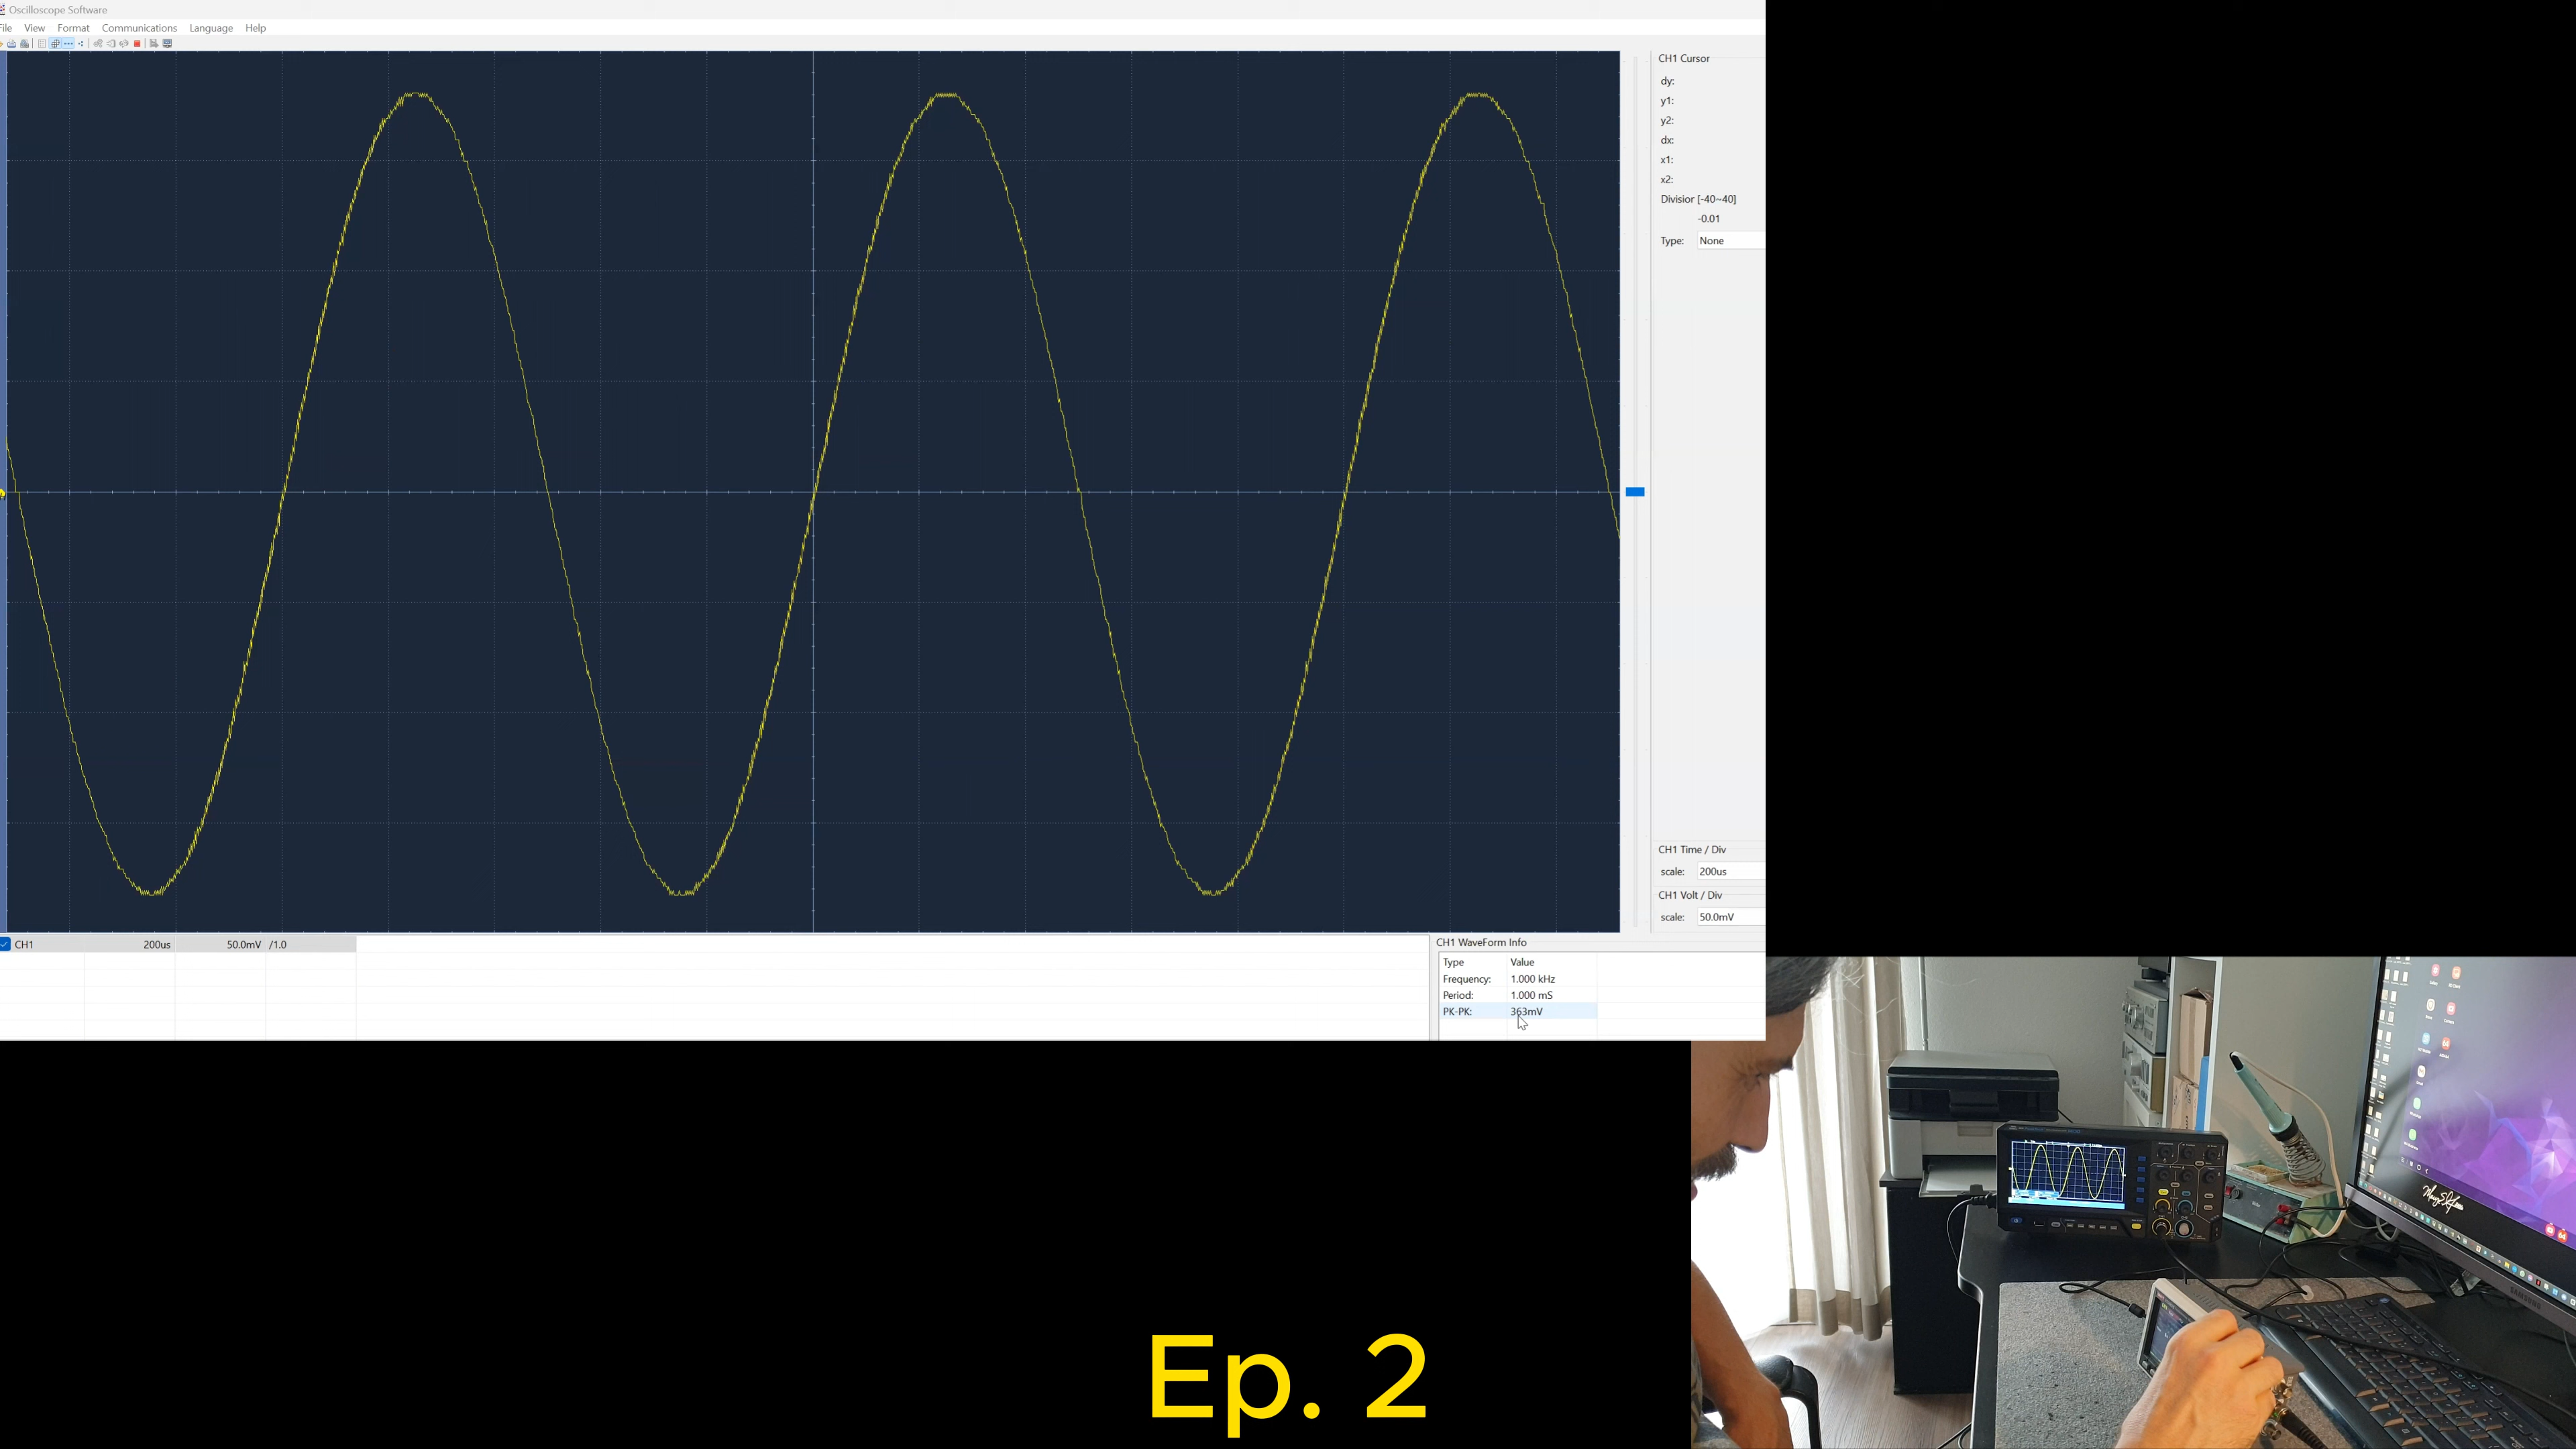 Oscilloscope Software
File View Format Communications Language Help
CH1 Cursor
dy:
y1:
y2:
dx:
x1:
x2:
Divisior [-40~40]
-0.01
Type: None
CH1 Time / Div
scale: 200us
CH1 Volt / Div
scale: 50.0mV
CH1 200us 50.0mV /1.0
CH1 WaveForm Info
Type Value
Frequency: 1.000 kHz
Period: 1.000 mS
PK-PK: 363mV
SAMSUNG
Ep. 2